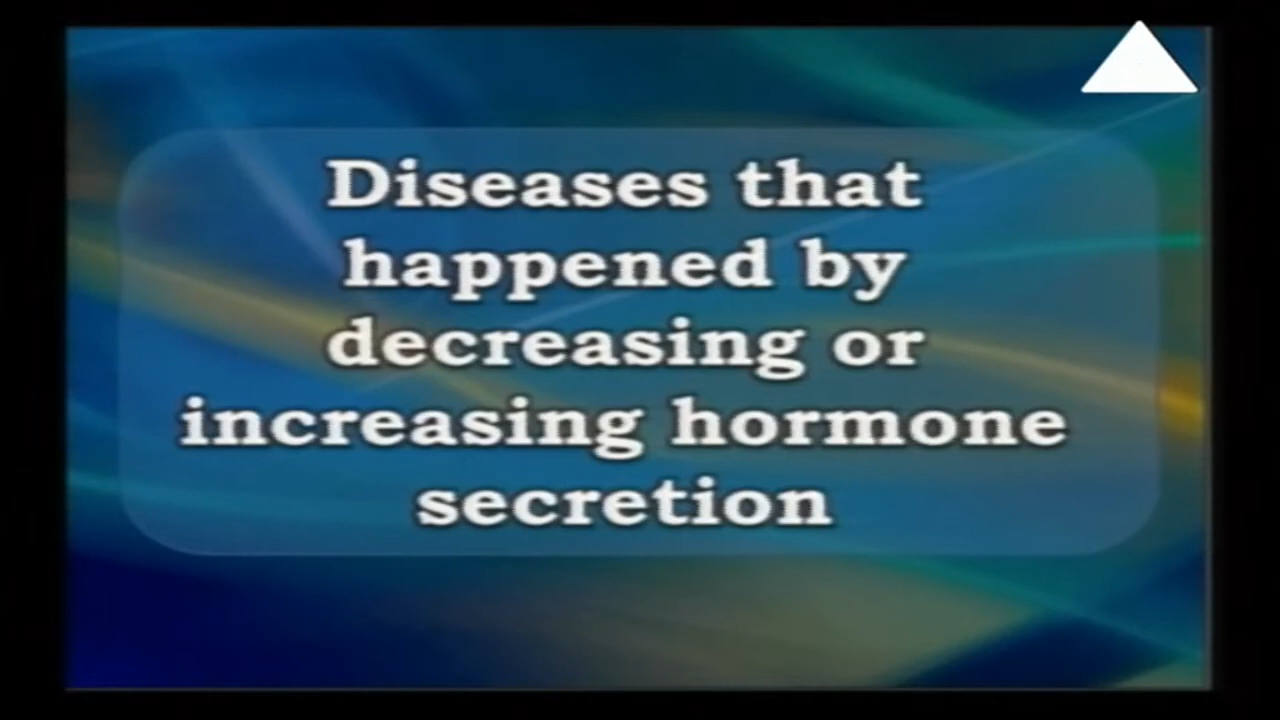 Diseases that
happened by
decreasing or
increasing hormone
secretion